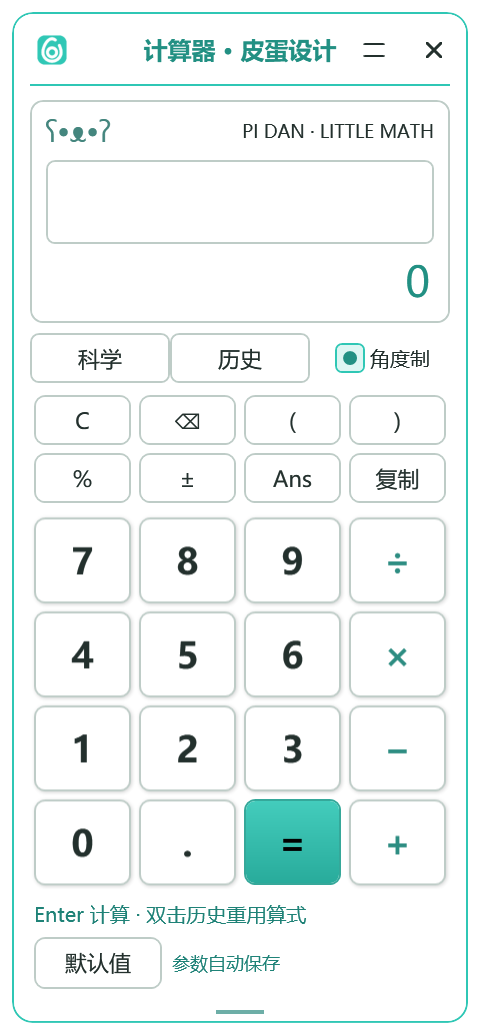 计算器・皮蛋设计
ʕ•ᴥ•ʔ PI DAN · LITTLE MATH
0
科学 历史 角度制
C ⌫ ( )
% ± Ans 复制
7 8 9 ÷
4 5 6 ×
1 2 3 −
0 . = +
Enter 计算 · 双击历史重用算式
默认值 参数自动保存